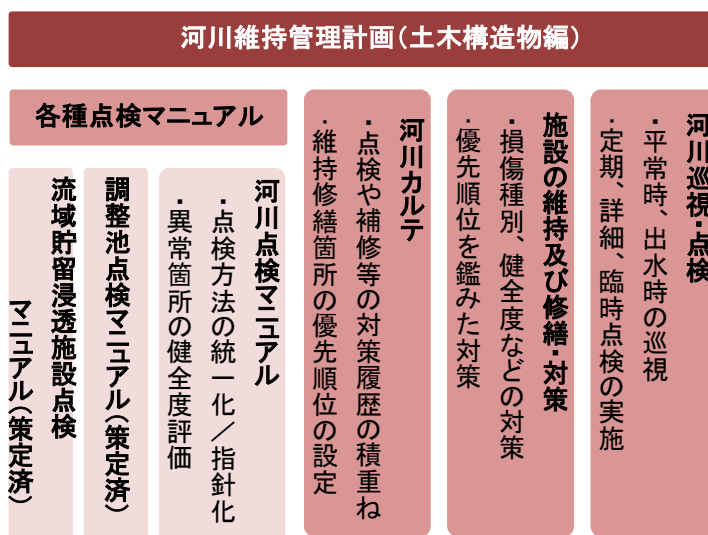 河川維持管理計画（土木構造物編）
各種点検マニュアル
河川巡視・点検
・平常時、出水時の巡視
・定期、詳細、臨時点検の実施
施設の維持及び修繕・対策
・損傷種別、健全度などの対策
・優先順位を鑑みた対策
河川カルテ
・点検や補修等の対策履歴の積重ね
・維持修繕箇所の優先順位の設定
河川点検マニュアル
・点検方法の統一化／指針化
・異常箇所の健全度評価
調整池点検マニュアル（策定済）
流域貯留浸透施設点検
マニュアル（策定済）